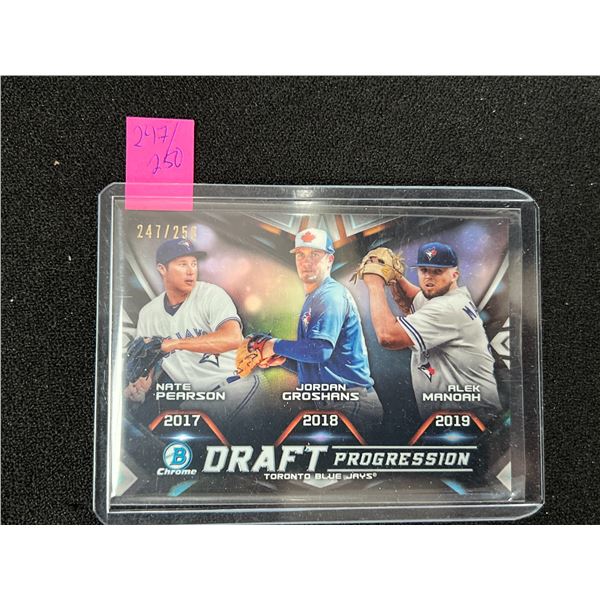 247/
250
247/250
NATE
PEARSON
JORDAN
GROSHANS
ALEK
MANOAH
2017
2018
2019
B
Chrome
DRAFT PROGRESSION
TORONTO BLUE JAYS®